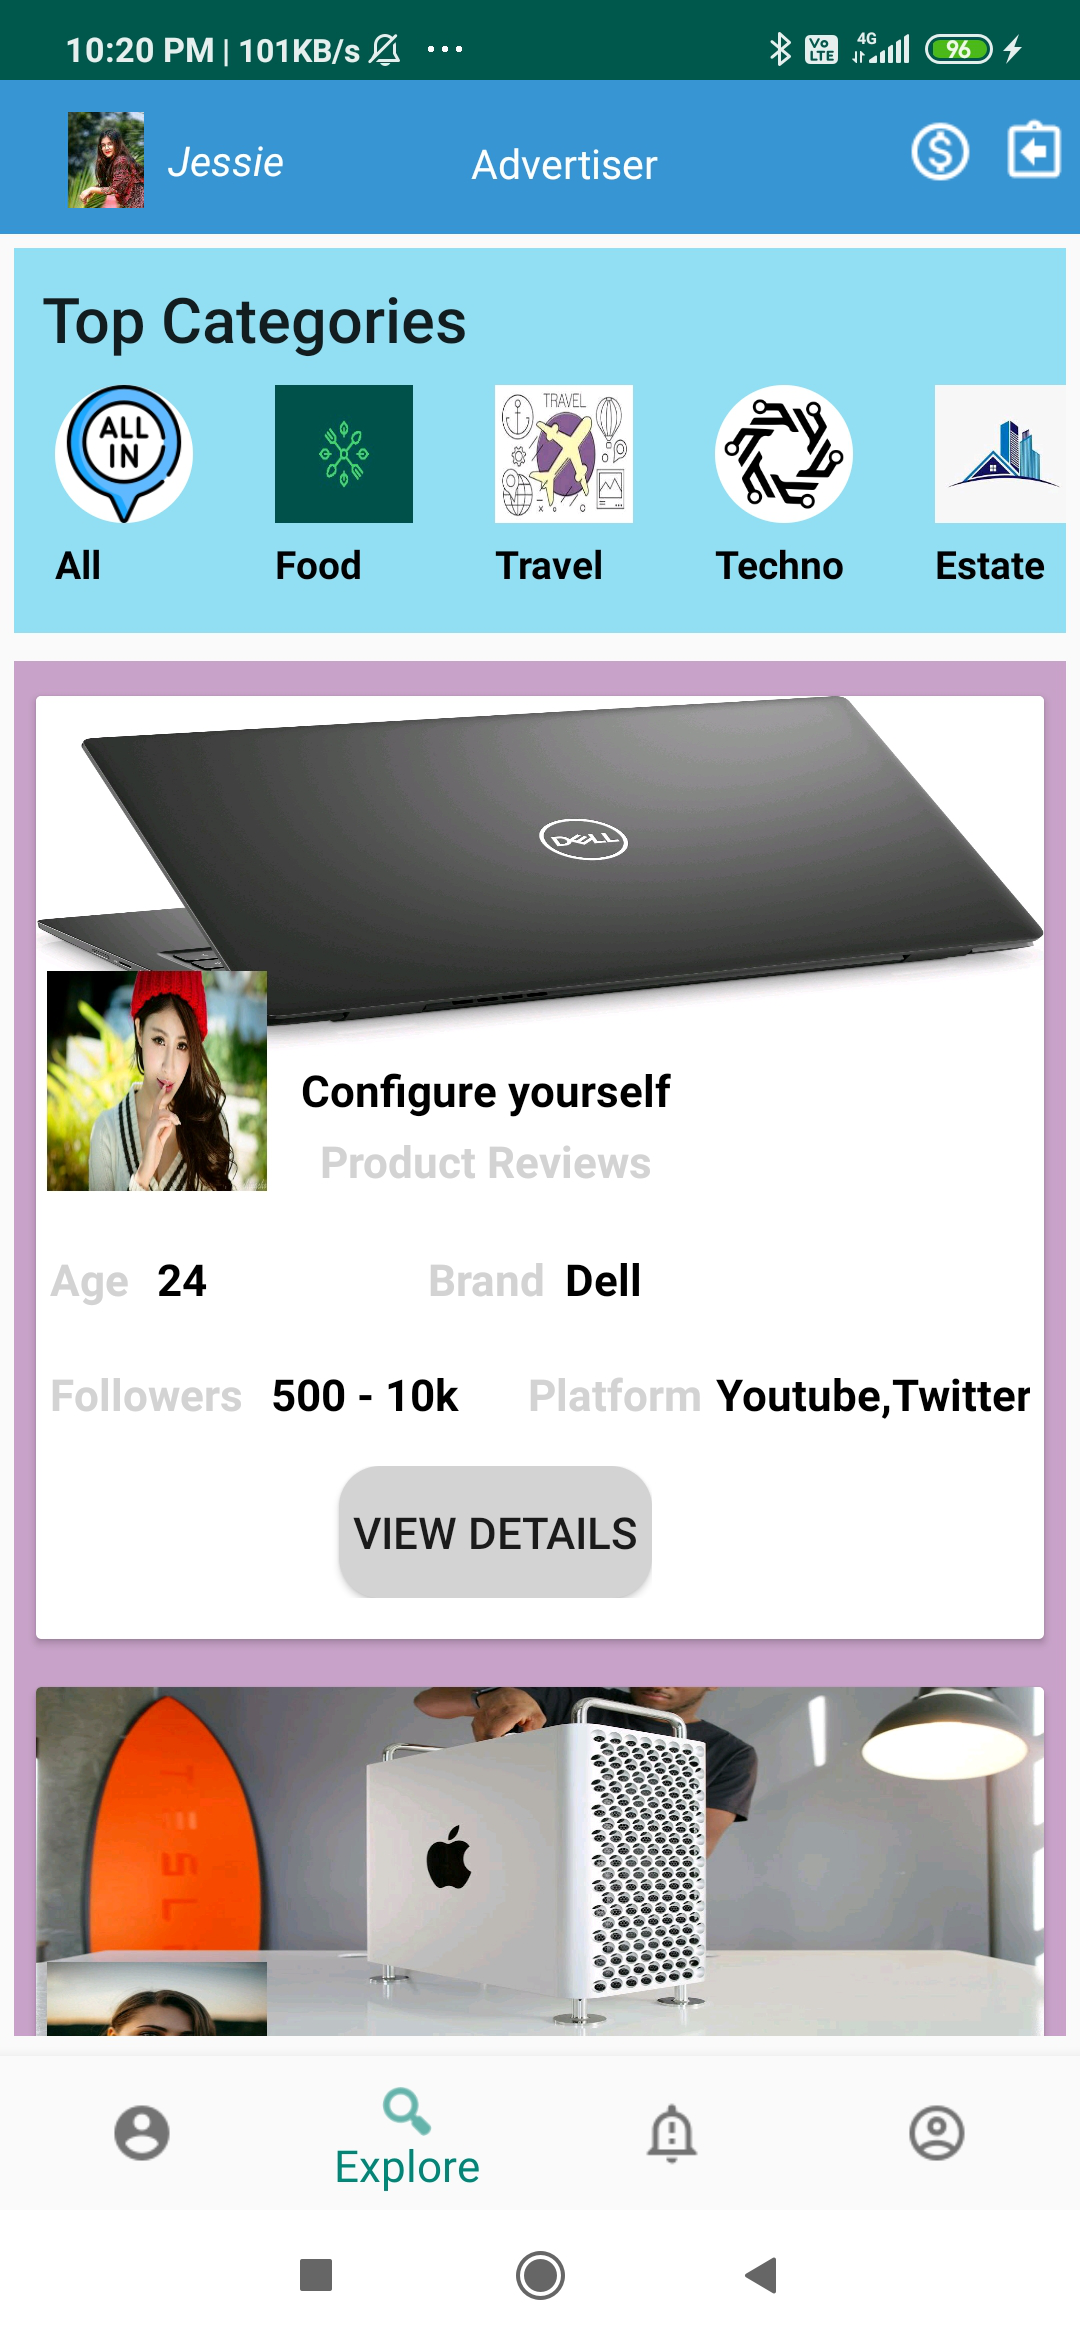 10:20 PM | 101KB/s ...
Vo LTE 4G 96
Jessie
Advertiser
Top Categories
ALL
IN
TRAVEL
All
Food
Travel
Techno
Estate
DELL
Configure yourself
Product Reviews
Age 24
Brand Dell
Followers 500 - 10k
Platform Youtube,Twitter
VIEW DETAILS
Explore